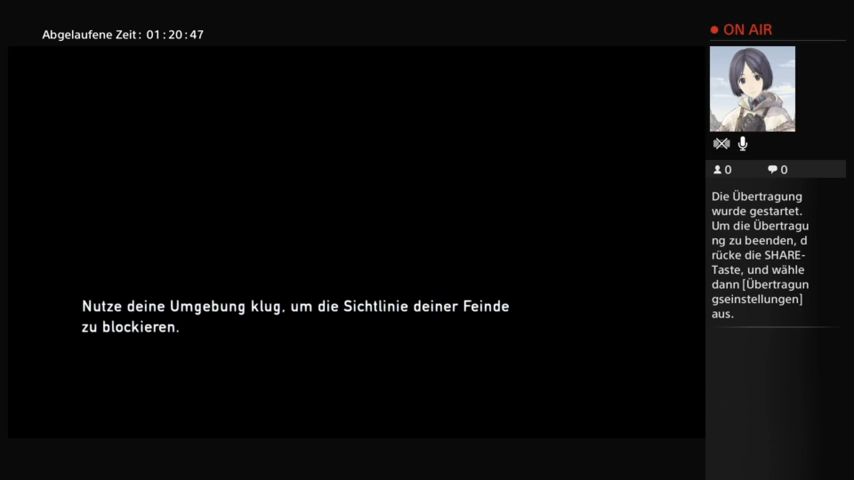 Abgelaufene Zeit: 01:20:47
ON AIR
0 0
Die Übertragung
wurde gestartet.
Um die Übertragu
ng zu beenden, d
rücke die SHARE-
Taste, und wähle
dann [Übertragun
gseinstellungen]
aus.
Nutze deine Umgebung klug, um die Sichtlinie deiner Feinde
zu blockieren.